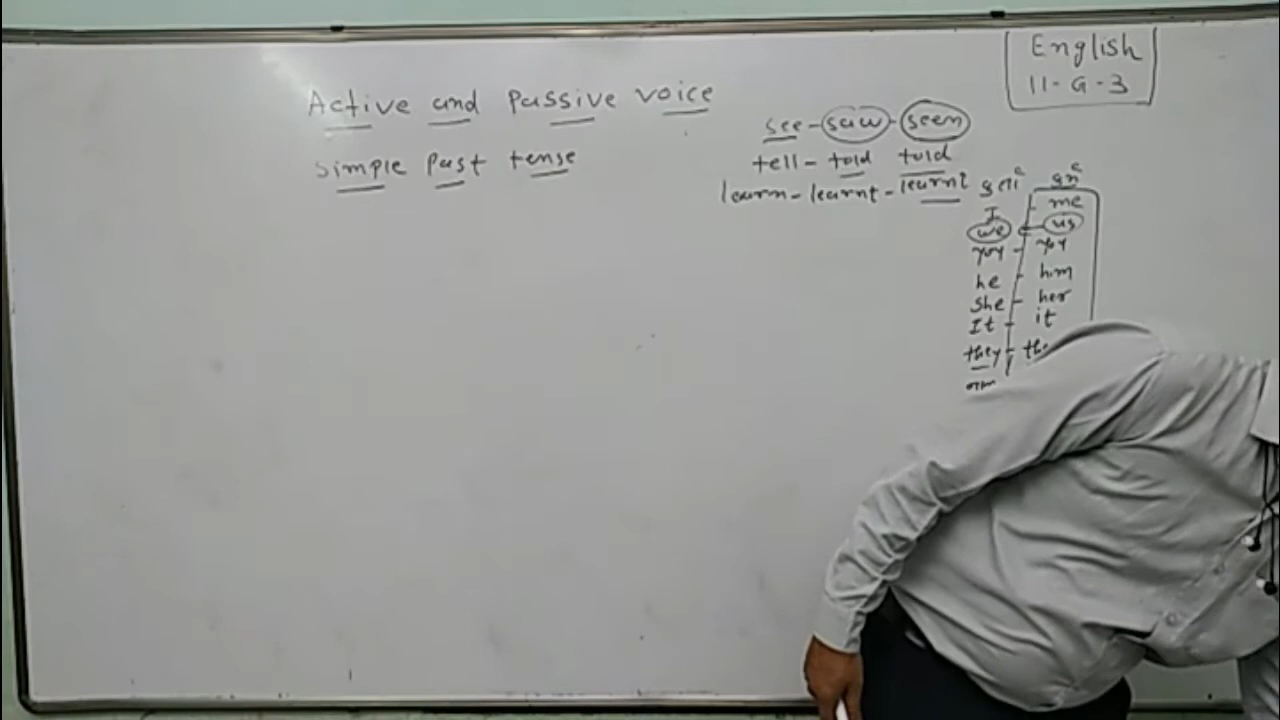 English
11-G-3
Active and Passive voice
Simple Past tense
see - saw - seen
tell - told told
learn - learnt - learnt
I - me
we - us
you - you
he - him
she - her
It - it
they -